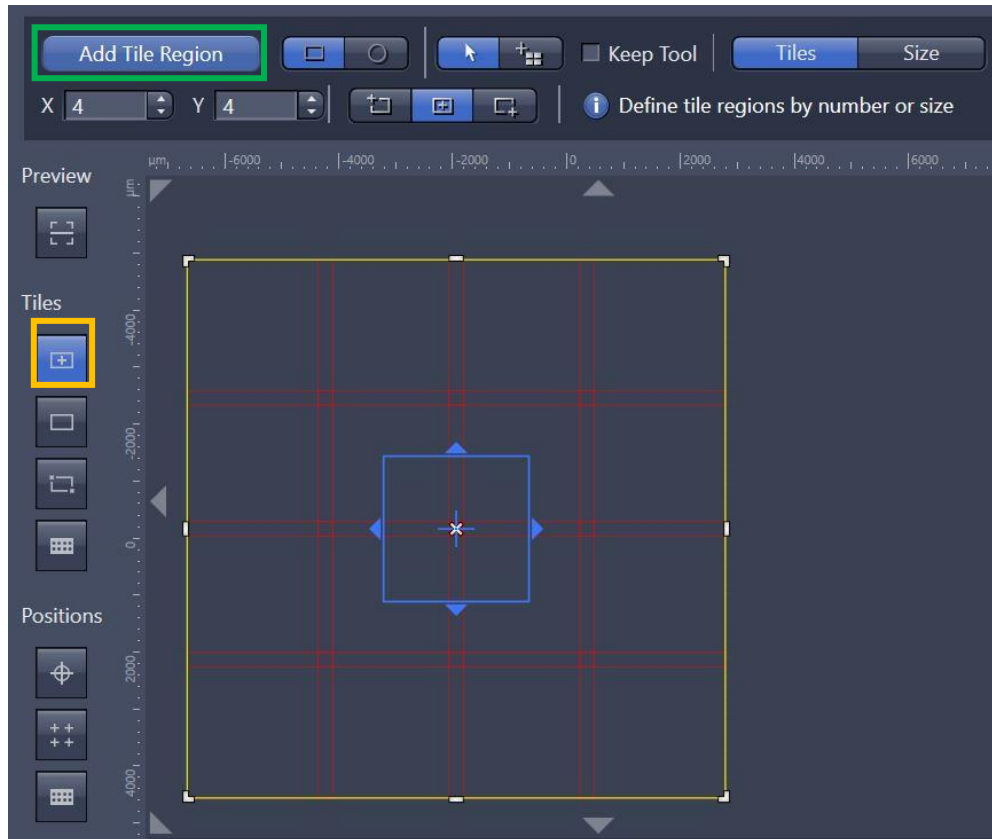 Add Tile Region
Keep Tool
Tiles
Size
X 4 Y 4
i Define tile regions by number or size
µm -6000 -4000 -2000 0 2000 4000 6000
Preview
µm
Tiles
-4000
-2000
0
Positions
2000
4000